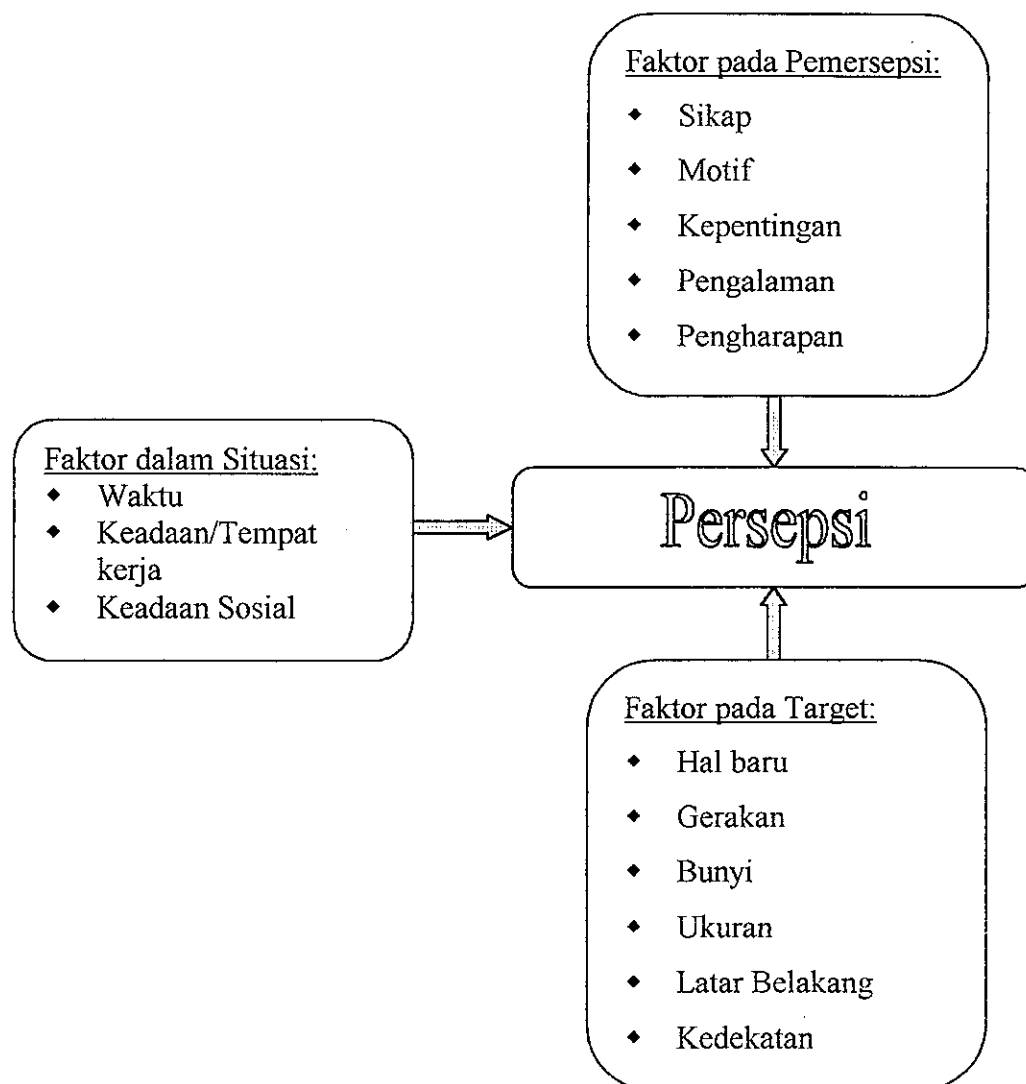 Faktor pada Pemersepsi:
◆ Sikap
◆ Motif
◆ Kepentingan
◆ Pengalaman
◆ Pengharapan
Faktor dalam Situasi:
◆ Waktu
◆ Keadaan/Tempat
kerja
◆ Keadaan Sosial
Persepsi
Faktor pada Target:
◆ Hal baru
◆ Gerakan
◆ Bunyi
◆ Ukuran
◆ Latar Belakang
◆ Kedekatan